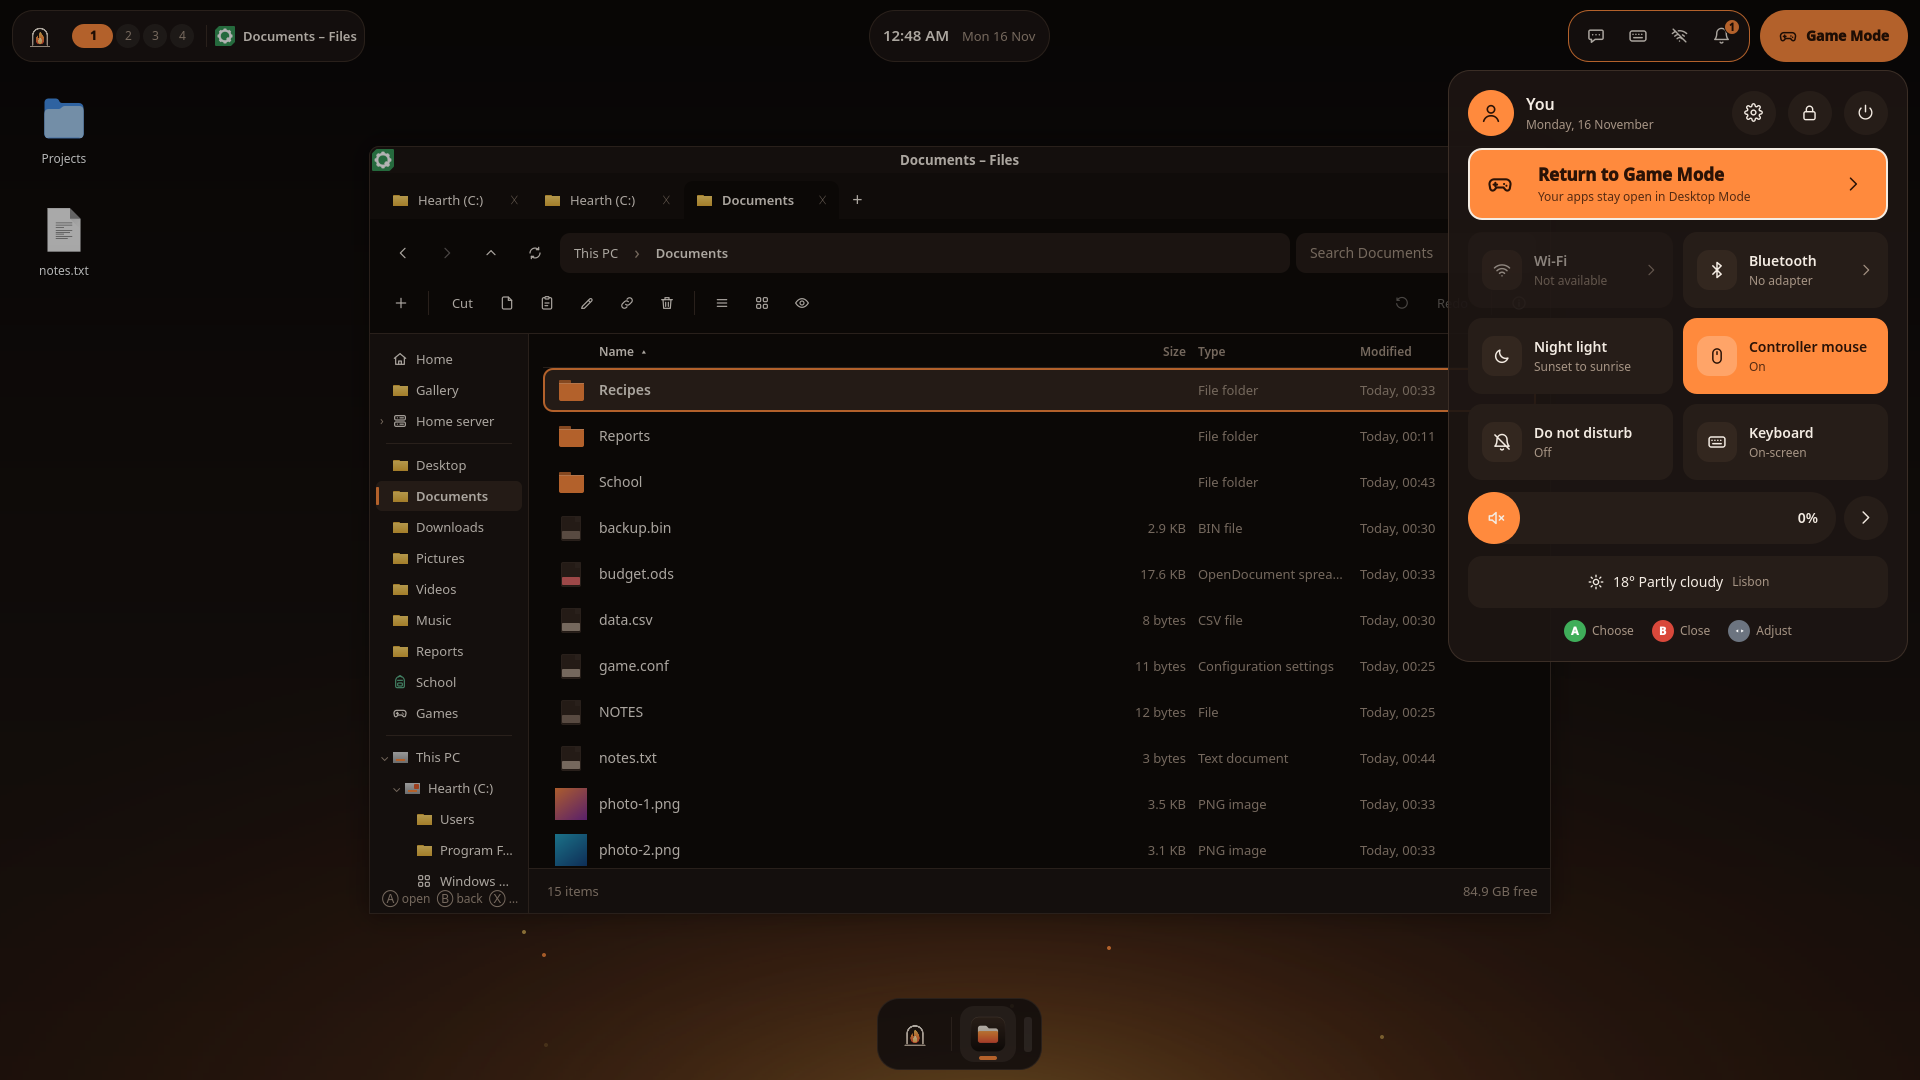 1 2 3 4 Documents – Files
12:48 AM Mon 16 Nov
1
Game Mode
Projects
notes.txt
Documents – Files
Hearth (C:) X Hearth (C:) X Documents X +
This PC › Documents
Search Documents
Cut
Home
Gallery
Home server
Desktop
Documents
Downloads
Pictures
Videos
Music
Reports
School
Games
This PC
Hearth (C:)
Users
Program F...
Windows ...
A open B back X ...
Name Size Type Modified
Recipes File folder Today, 00:33
Reports File folder Today, 00:11
School File folder Today, 00:43
backup.bin 2.9 KB BIN file Today, 00:30
budget.ods 17.6 KB OpenDocument sprea... Today, 00:33
data.csv 8 bytes CSV file Today, 00:30
game.conf 11 bytes Configuration settings Today, 00:25
NOTES 12 bytes File Today, 00:25
notes.txt 3 bytes Text document Today, 00:44
photo-1.png 3.5 KB PNG image Today, 00:33
photo-2.png 3.1 KB PNG image Today, 00:33
15 items 84.9 GB free
You
Monday, 16 November
Return to Game Mode
Your apps stay open in Desktop Mode
Wi-Fi
Not available
Bluetooth
No adapter
Night light
Sunset to sunrise
Controller mouse
On
Do not disturb
Off
Keyboard
On-screen
0%
18° Partly cloudy Lisbon
A Choose B Close Adjust